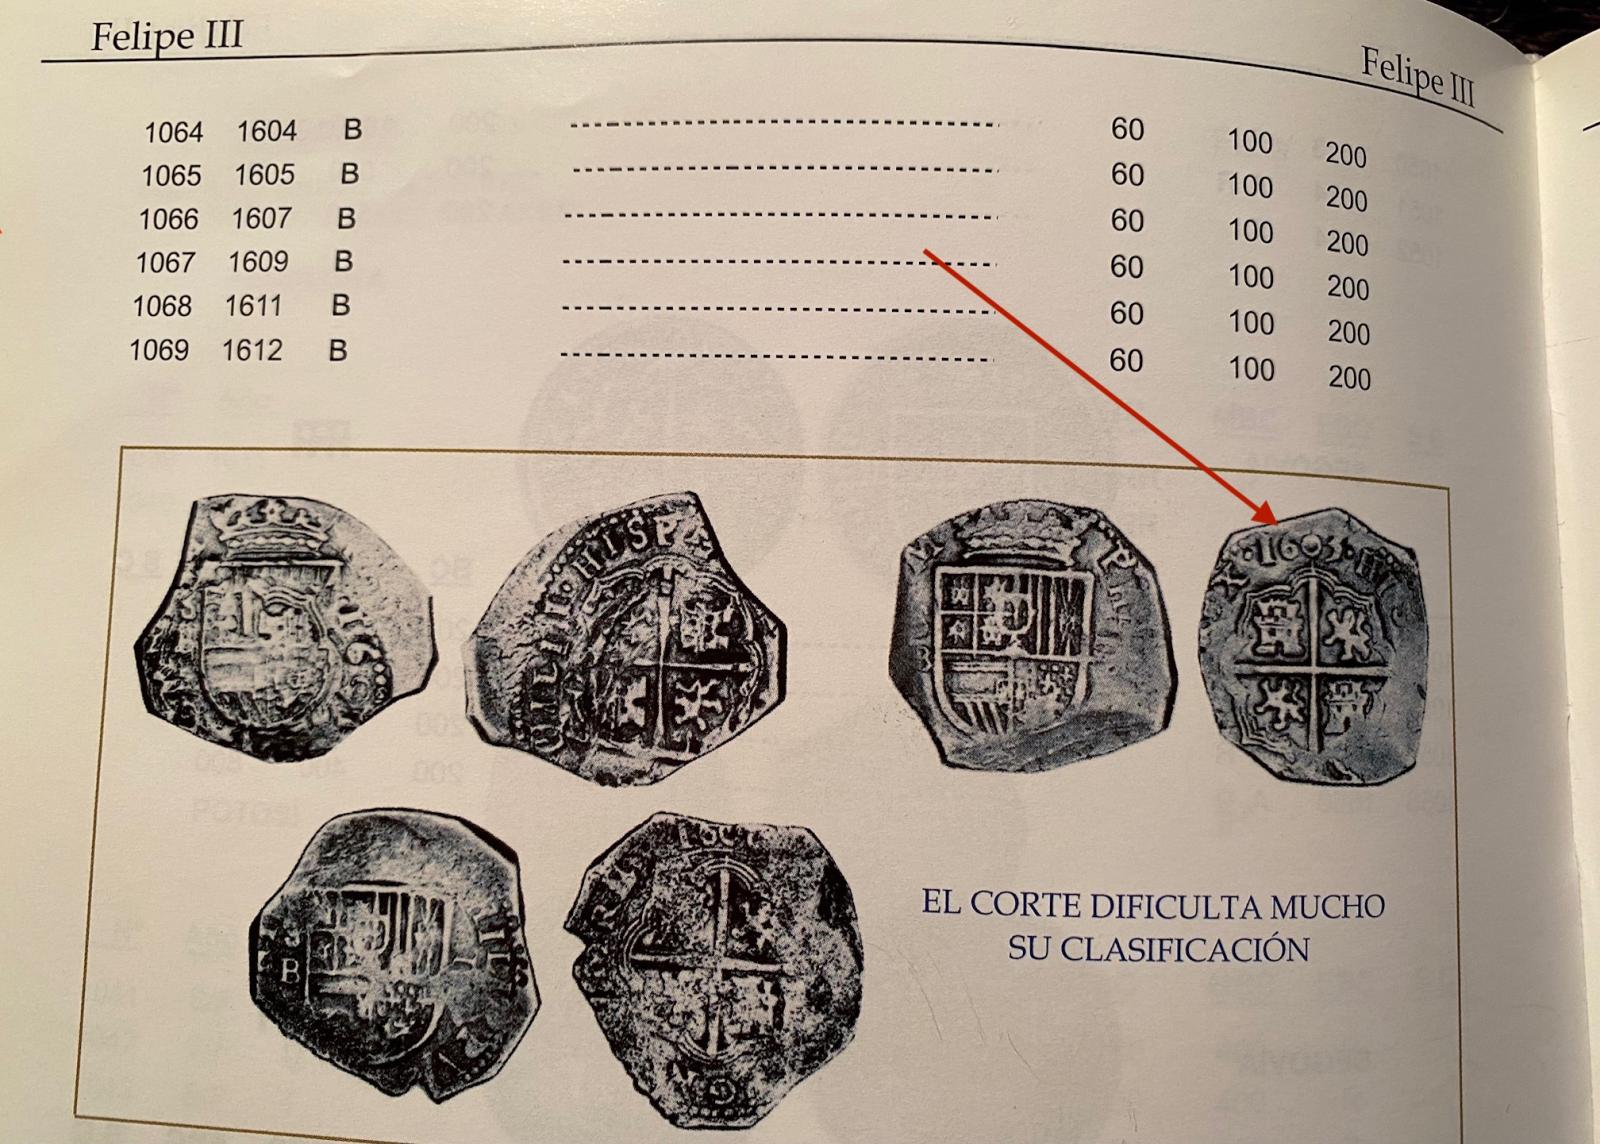 Felipe III
Felipe III
1064 1604 B 60 100 200
1065 1605 B 60 100 200
1066 1607 B 60 100 200
1067 1609 B 60 100 200
1068 1611 B 60 100 200
1069 1612 B 60 100 200
HISPA
B
EL CORTE DIFICULTA MUCHO
SU CLASIFICACIÓN